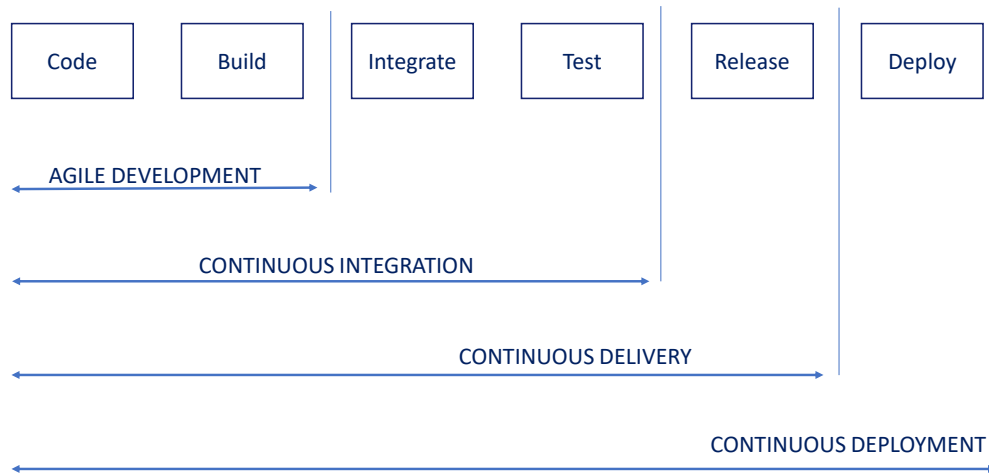 Code
Build
Integrate
Test
Release
Deploy
AGILE DEVELOPMENT
CONTINUOUS INTEGRATION
CONTINUOUS DELIVERY
CONTINUOUS DEPLOYMENT